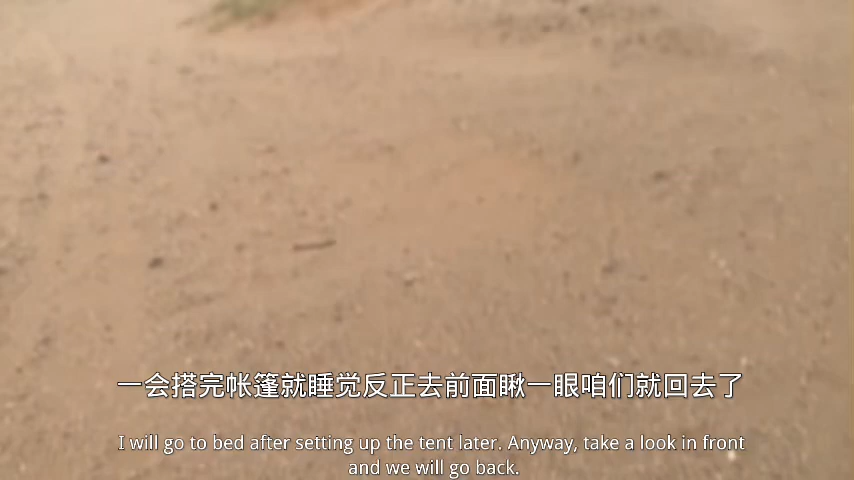 一会搭完帐篷就睡觉反正去前面瞅一眼咱们就回去了
I will go to bed after setting up the tent later. Anyway, take a look in front
and we will go back.